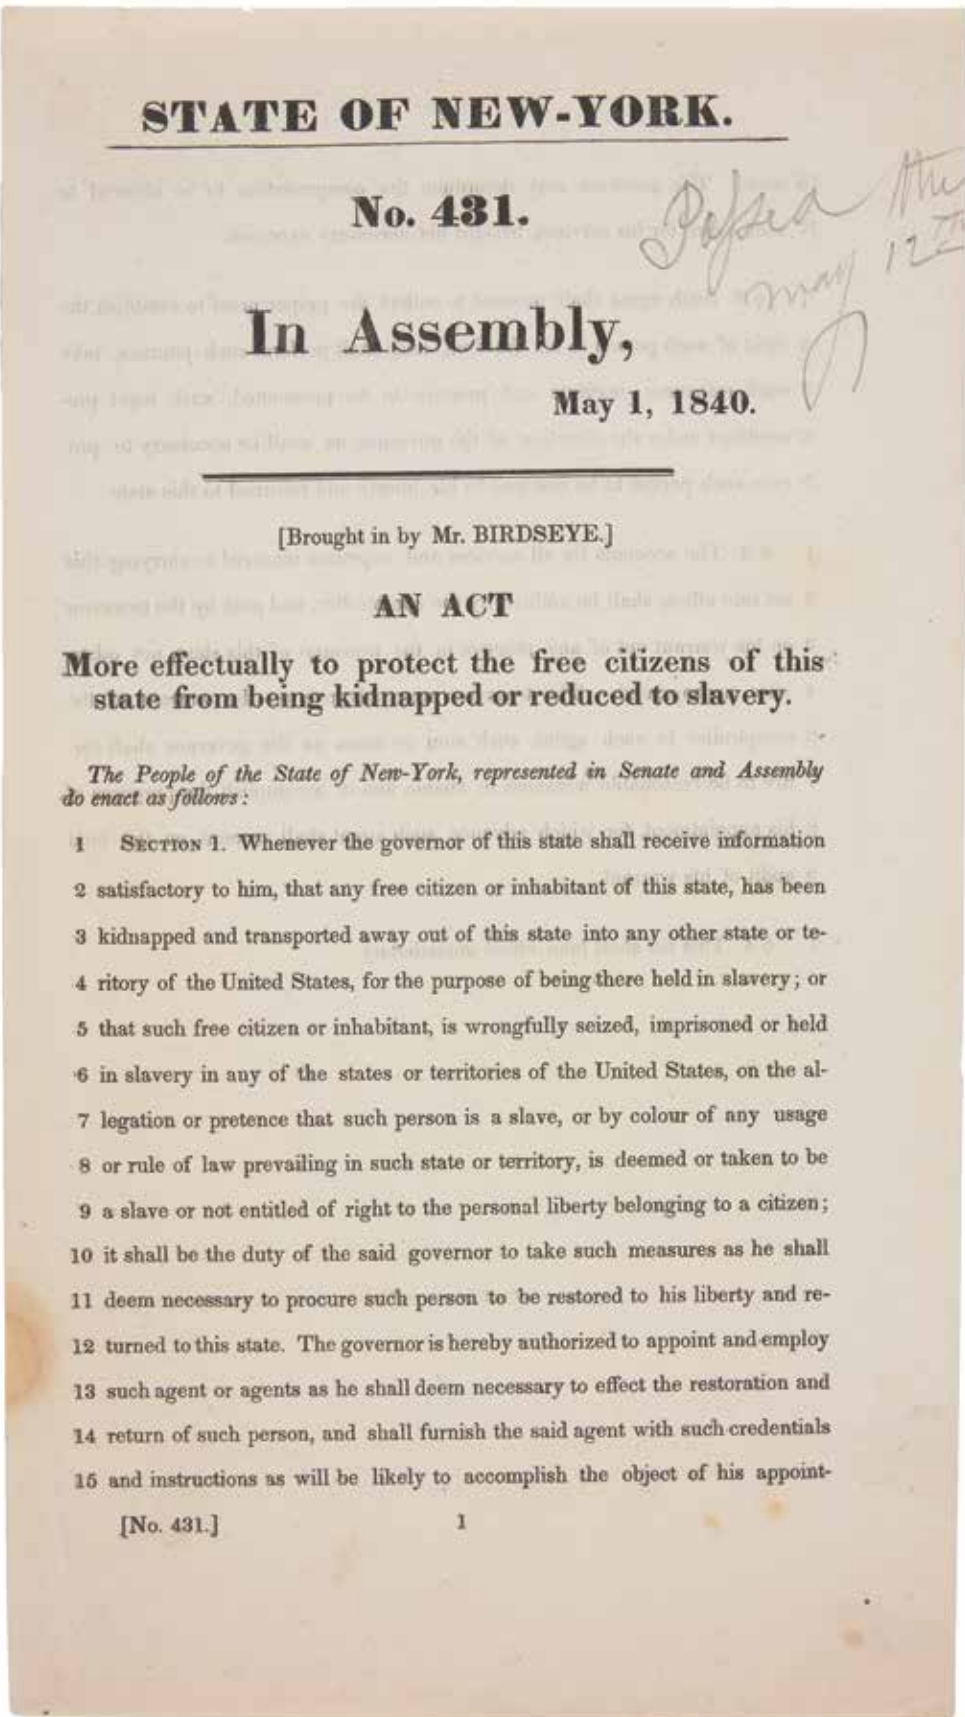 STATE OF NEW-YORK.
No. 431.
Passed the
may 12TH
In Assembly,
May 1, 1840.
[Brought in by Mr. BIRDSEYE.]
AN ACT
More effectually to protect the free citizens of this
state from being kidnapped or reduced to slavery.
The People of the State of New-York, represented in Senate and Assembly
do enact as follows:
1 SECTION 1. Whenever the governor of this state shall receive information
2 satisfactory to him, that any free citizen or inhabitant of this state, has been
3 kidnapped and transported away out of this state into any other state or te-
4 ritory of the United States, for the purpose of being there held in slavery; or
5 that such free citizen or inhabitant, is wrongfully seized, imprisoned or held
6 in slavery in any of the states or territories of the United States, on the al-
7 legation or pretence that such person is a slave, or by colour of any usage
8 or rule of law prevailing in such state or territory, is deemed or taken to be
9 a slave or not entitled of right to the personal liberty belonging to a citizen;
10 it shall be the duty of the said governor to take such measures as he shall
11 deem necessary to procure such person to be restored to his liberty and re-
12 turned to this state. The governor is hereby authorized to appoint and employ
13 such agent or agents as he shall deem necessary to effect the restoration and
14 return of such person, and shall furnish the said agent with such credentials
15 and instructions as will be likely to accomplish the object of his appoint-
[No. 431.] 1